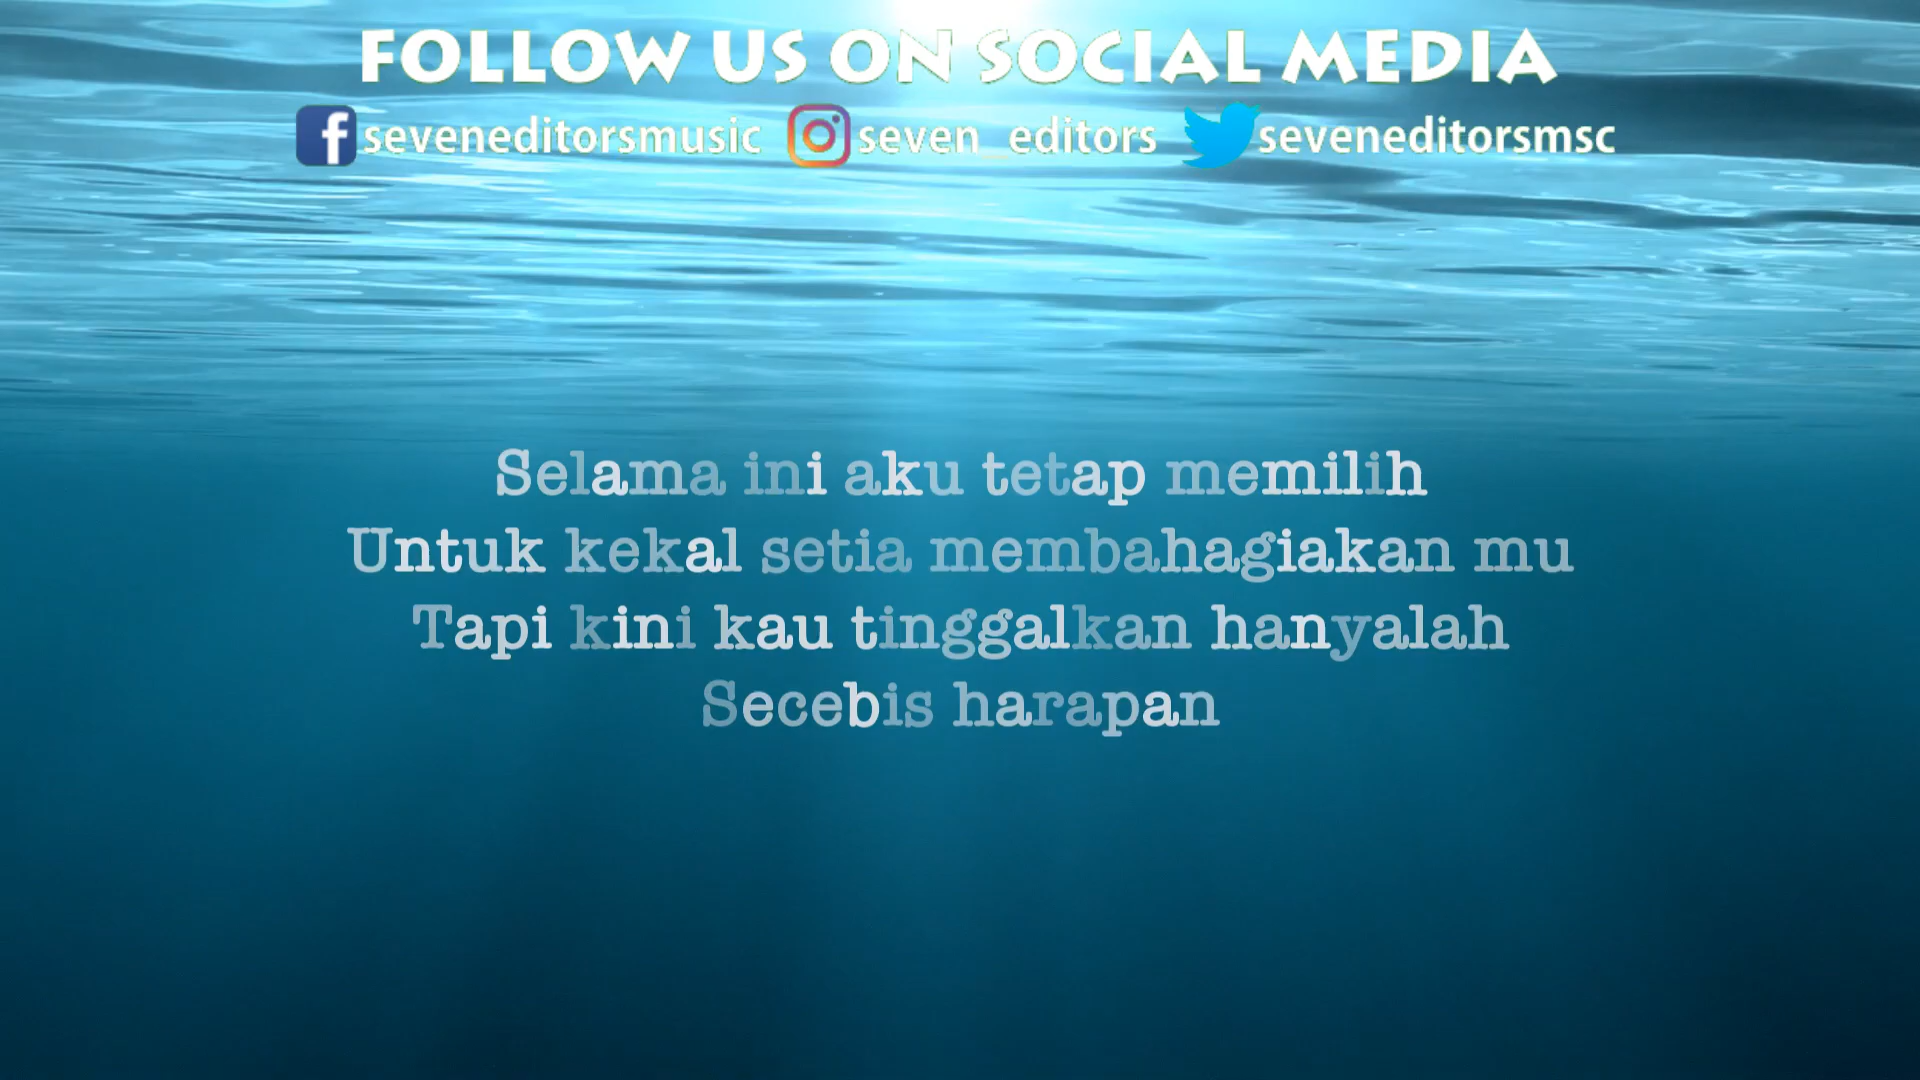 FOLLOW US ON SOCIAL MEDIA
seveneditorsmusic seven_editors seveneditorsmsc
Selama ini aku tetap memilih
Untuk kekal setia membahagiakan mu
Tapi kini kau tinggalkan hanyalah
Secebis harapan